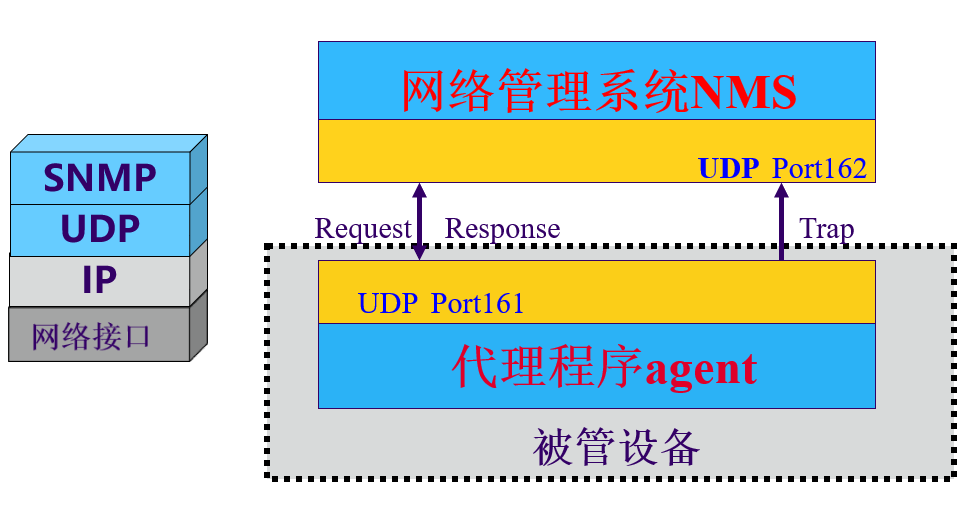 SNMP
UDP
IP
网络接口
网络管理系统NMS
UDP Port162
Request Response Trap
UDP Port161
代理程序agent
被管设备